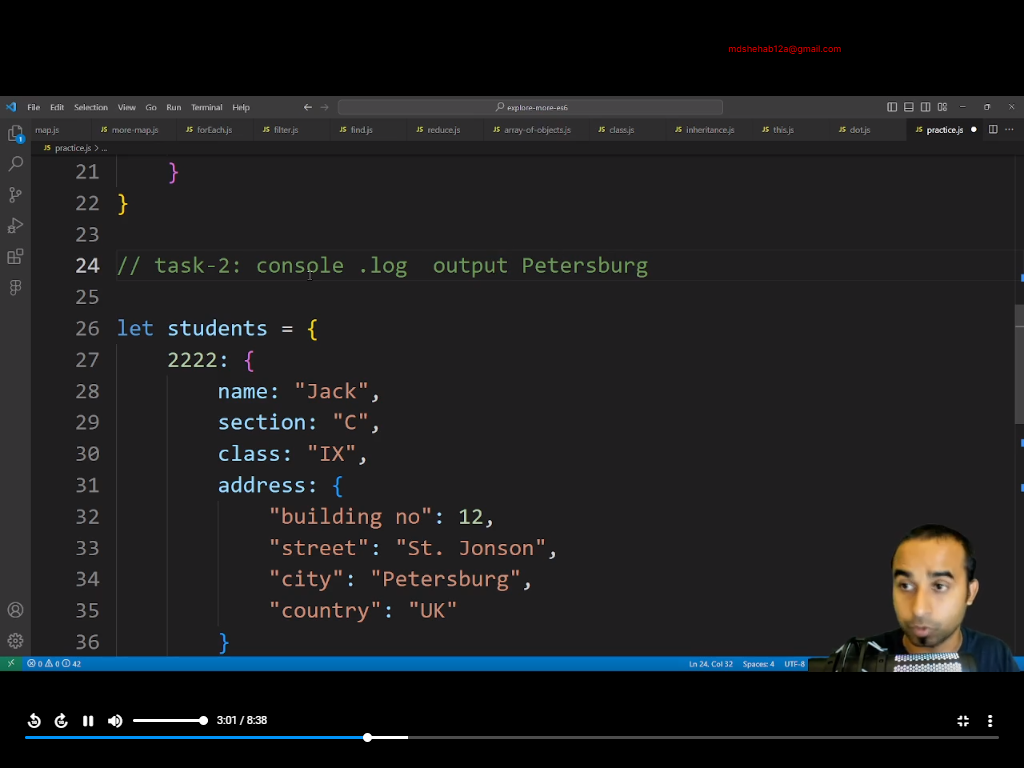 mdshehab12a@gmail.com
File Edit Selection View Go Run Terminal Help
explore-more-es6
map.js JS more-map.js JS forEach.js JS filter.js JS find.js JS reduce.js JS array-of-objects.js JS class.js JS inheritance.js JS this.js JS dot.js JS practice.js
JS practice.js > ...
21 }
22 }
23
24 // task-2: console .log  output Petersburg
25
26 let students = {
27 2222: {
28 name: "Jack",
29 section: "C",
30 class: "IX",
31 address: {
32 "building no": 12,
33 "street": "St. Jonson",
34 "city": "Petersburg",
35 "country": "UK"
36 }
0 0 42 Ln 24, Col 32 Spaces: 4 UTF-8
3:01 / 8:38